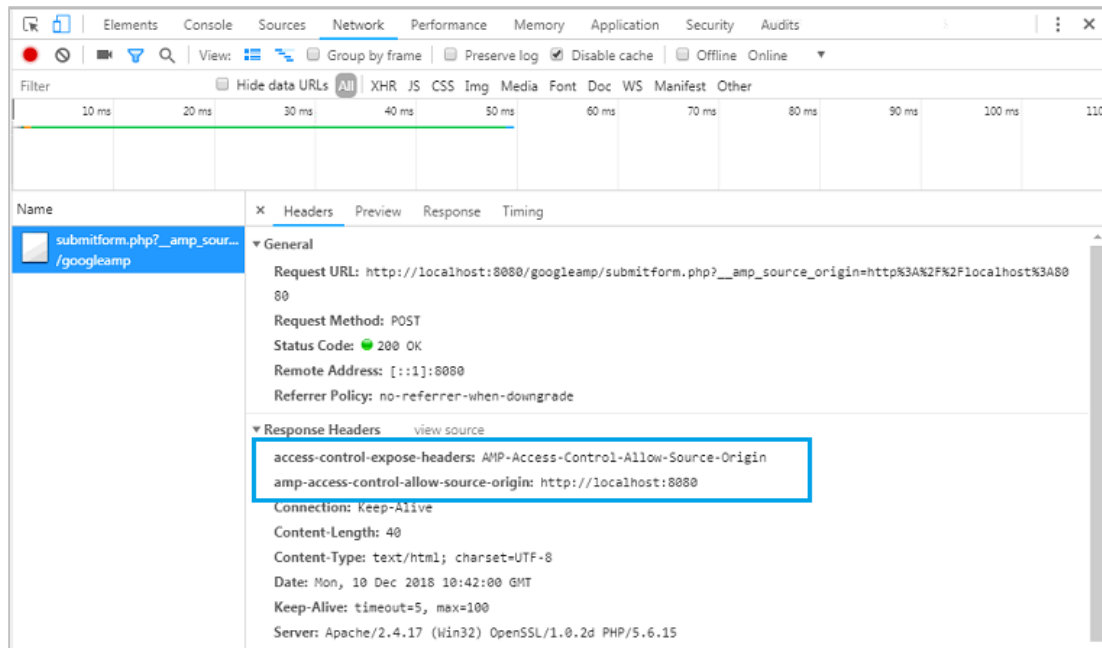 Elements Console Sources Network Performance Memory Application Security Audits
View: Group by frame Preserve log Disable cache Offline Online
Filter Hide data URLs All XHR JS CSS Img Media Font Doc WS Manifest Other
10 ms 20 ms 30 ms 40 ms 50 ms 60 ms 70 ms 80 ms 90 ms 100 ms 110
Name
submitform.php?__amp_sour...
/googleamp
Headers Preview Response Timing
General
Request URL: http://localhost:8080/googleamp/submitform.php?__amp_source_origin=http%3A%2F%2Flocalhost%3A80
80
Request Method: POST
Status Code: 200 OK
Remote Address: [::1]:8080
Referrer Policy: no-referrer-when-downgrade
Response Headers view source
access-control-expose-headers: AMP-Access-Control-Allow-Source-Origin
amp-access-control-allow-source-origin: http://localhost:8080
Connection: Keep-Alive
Content-Length: 40
Content-Type: text/html; charset=UTF-8
Date: Mon, 10 Dec 2018 10:42:00 GMT
Keep-Alive: timeout=5, max=100
Server: Apache/2.4.17 (Win32) OpenSSL/1.0.2d PHP/5.6.15